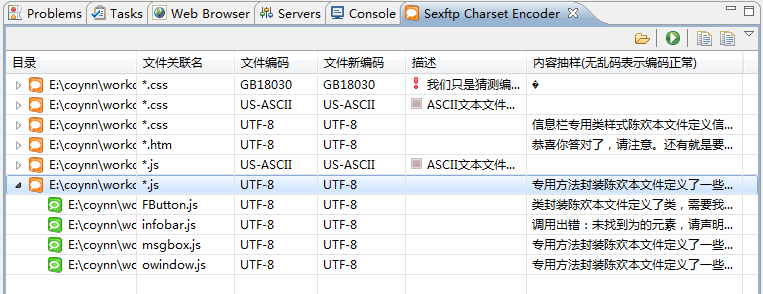 Problems Tasks Web Browser Servers Console Sexftp Charset Encoder
目录 文件关联名 文件编码 文件新编码 描述 内容抽样(无乱码表示编码正常)
E:\coynn\workc *.css GB18030 GB18030 我们只是猜测编... �
E:\coynn\workc *.css US-ASCII US-ASCII ASCII文本文件...
E:\coynn\workc *.css UTF-8 UTF-8 信息栏专用类样式陈欢本文件定义信...
E:\coynn\workc *.htm UTF-8 UTF-8 恭喜你答对了，请注意。还有就是要...
E:\coynn\workc *.js US-ASCII US-ASCII ASCII文本文件...
E:\coynn\workc *.js UTF-8 UTF-8 专用方法封装陈欢本文件定义了一些...
E:\coynn\wc FButton.js UTF-8 UTF-8 类封装陈欢本文件定义了类，需要我...
E:\coynn\wc infobar.js UTF-8 UTF-8 调用出错：未找到为的元素，请声明...
E:\coynn\wc msgbox.js UTF-8 UTF-8 专用方法封装陈欢本文件定义了一些...
E:\coynn\wc owindow.js UTF-8 UTF-8 专用方法封装陈欢本文件定义了一些...